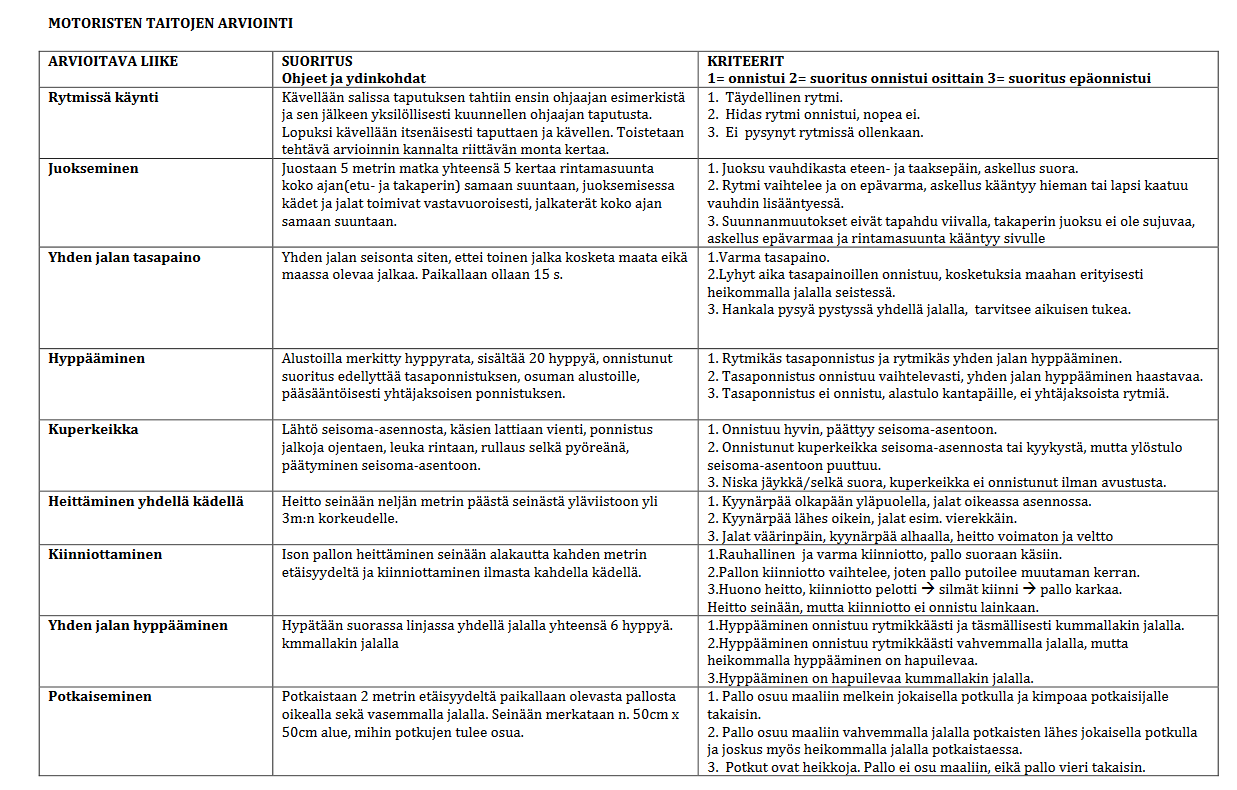 MOTORISTEN TAITOJEN ARVIOINTI
ARVIOITAVA LIIKE
SUORITUS
Ohjeet ja ydinkohdat
KRITEERIT
1= onnistui 2= suoritus onnistui osittain 3= suoritus epäonnistui
Rytmissä käynti
Kävellään salissa taputuksen tahtiin ensin ohjaajan esimerkistä
ja sen jälkeen yksilöllisesti kuunnellen ohjaajan taputusta.
Lopuksi kävellään itsenäisesti taputtaen ja kävellen. Toistetaan
tehtävä arvioinnin kannalta riittävän monta kertaa.
1. Täydellinen rytmi.
2. Hidas rytmi onnistui, nopea ei.
3. Ei pysynyt rytmissä ollenkaan.
Juokseminen
Juostaan 5 metrin matka yhteensä 5 kertaa rintamasuunta
koko ajan(etu- ja takaperin) samaan suuntaan, juoksemisessa
kädet ja jalat toimivat vastavuoroisesti, jalkaterät koko ajan
samaan suuntaan.
1. Juoksu vauhdikasta eteen- ja taaksepäin, askellus suora.
2. Rytmi vaihtelee ja on epävarma, askellus kääntyy hieman tai lapsi kaatuu
vauhdin lisääntyessä.
3. Suunnanmuutokset eivät tapahdu viivalla, takaperin juoksu ei ole sujuvaa,
askellus epävarmaa ja rintamasuunta kääntyy sivulle
Yhden jalan tasapaino
Yhden jalan seisonta siten, ettei toinen jalka kosketa maata eikä
maassa olevaa jalkaa. Paikallaan ollaan 15 s.
1.Varma tasapaino.
2.Lyhyt aika tasapainoillen onnistuu, kosketuksia maahan erityisesti
heikommalla jalalla seistessä.
3. Hankala pysyä pystyssä yhdellä jalalla, tarvitsee aikuisen tukea.
Hyppääminen
Alustoilla merkitty hyppyrata, sisältää 20 hyppyä, onnistunut
suoritus edellyttää tasaponnistuksen, osuman alustoille,
pääsääntöisesti yhtäjaksoisen ponnistuksen.
1. Rytmikäs tasaponnistus ja rytmikäs yhden jalan hyppääminen.
2. Tasaponnistus onnistuu vaihtelevasti, yhden jalan hyppääminen haastavaa.
3. Tasaponnistus ei onnistu, alastulo kantapäille, ei yhtäjaksoista rytmiä.
Kuperkeikka
Lähtö seisoma-asennosta, käsien lattiaan vienti, ponnistus
jalkoja ojentaen, leuka rintaan, rullaus selkä pyöreänä,
päätyminen seisoma-asentoon.
1. Onnistuu hyvin, päättyy seisoma-asentoon.
2. Onnistunut kuperkeikka seisoma-asennosta tai kyykystä, mutta ylöstulo
seisoma-asentoon puuttuu.
3. Niska jäykkä/selkä suora, kuperkeikka ei onnistunut ilman avustusta.
Heittäminen yhdellä kädellä
Heitto seinään neljän metrin päästä seinästä yläviistoon yli
3m:n korkeudelle.
1. Kyynärpää olkapään yläpuolella, jalat oikeassa asennossa.
2. Kyynärpää lähes oikein, jalat esim. vierekkäin.
3. Jalat väärinpäin, kyynärpää alhaalla, heitto voimaton ja veltto
Kiinniottaminen
Ison pallon heittäminen seinään alakautta kahden metrin
etäisyydeltä ja kiinniottaminen ilmasta kahdella kädellä.
1.Rauhallinen ja varma kiinniotto, pallo suoraan käsiin.
2.Pallon kiinniotto vaihtelee, joten pallo putoilee muutaman kerran.
3.Huono heitto, kiinniotto pelotti → silmät kiinni → pallo karkaa.
Heitto seinään, mutta kiinniotto ei onnistu lainkaan.
Yhden jalan hyppääminen
Hypätään suorassa linjassa yhdellä jalalla yhteensä 6 hyppyä.
kmmallakin jalalla
1.Hyppääminen onnistuu rytmikkäästi ja täsmällisesti kummallakin jalalla.
2.Hyppääminen onnistuu rytmikkäästi vahvemmalla jalalla, mutta
heikommalla hyppääminen on hapuilevaa.
3.Hyppääminen on hapuilevaa kummallakin jalalla.
Potkaiseminen
Potkaistaan 2 metrin etäisyydeltä paikallaan olevasta pallosta
oikealla sekä vasemmalla jalalla. Seinään merkataan n. 50cm x
50cm alue, mihin potkujen tulee osua.
1. Pallo osuu maaliin melkein jokaisella potkulla ja kimpoaa potkaisijalle
takaisin.
2. Pallo osuu maaliin vahvemmalla jalalla potkaisten lähes jokaisella potkulla
ja joskus myös heikommalla jalalla potkaistaessa.
3. Potkut ovat heikkoja. Pallo ei osu maaliin, eikä pallo vieri takaisin.